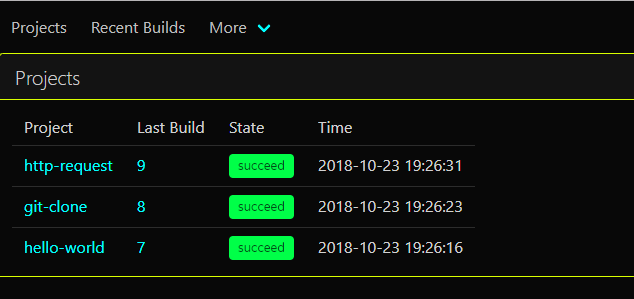 Projects Recent Builds More
Projects
Project Last Build State Time
http-request 9 succeed 2018-10-23 19:26:31
git-clone 8 succeed 2018-10-23 19:26:23
hello-world 7 succeed 2018-10-23 19:26:16